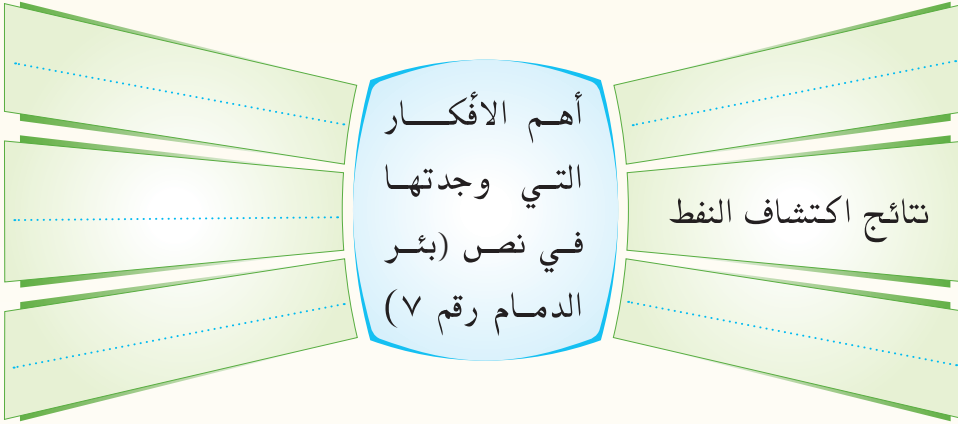 أهم الأفكار
التي وجدتها
في نص (بئر
الدمام رقم ٧)
نتائج اكتشاف النفط